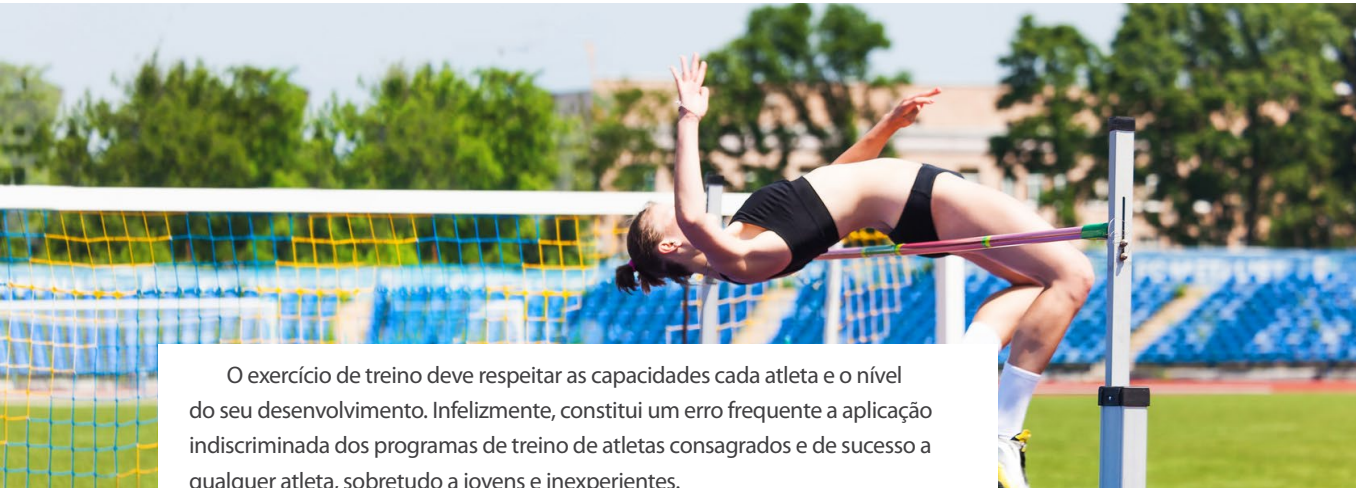 O exercício de treino deve respeitar as capacidades cada atleta e o nível
do seu desenvolvimento. Infelizmente, constitui um erro frequente a aplicação
indiscriminada dos programas de treino de atletas consagrados e de sucesso a
qualquer atleta, sobretudo a jovens e inexperientes.